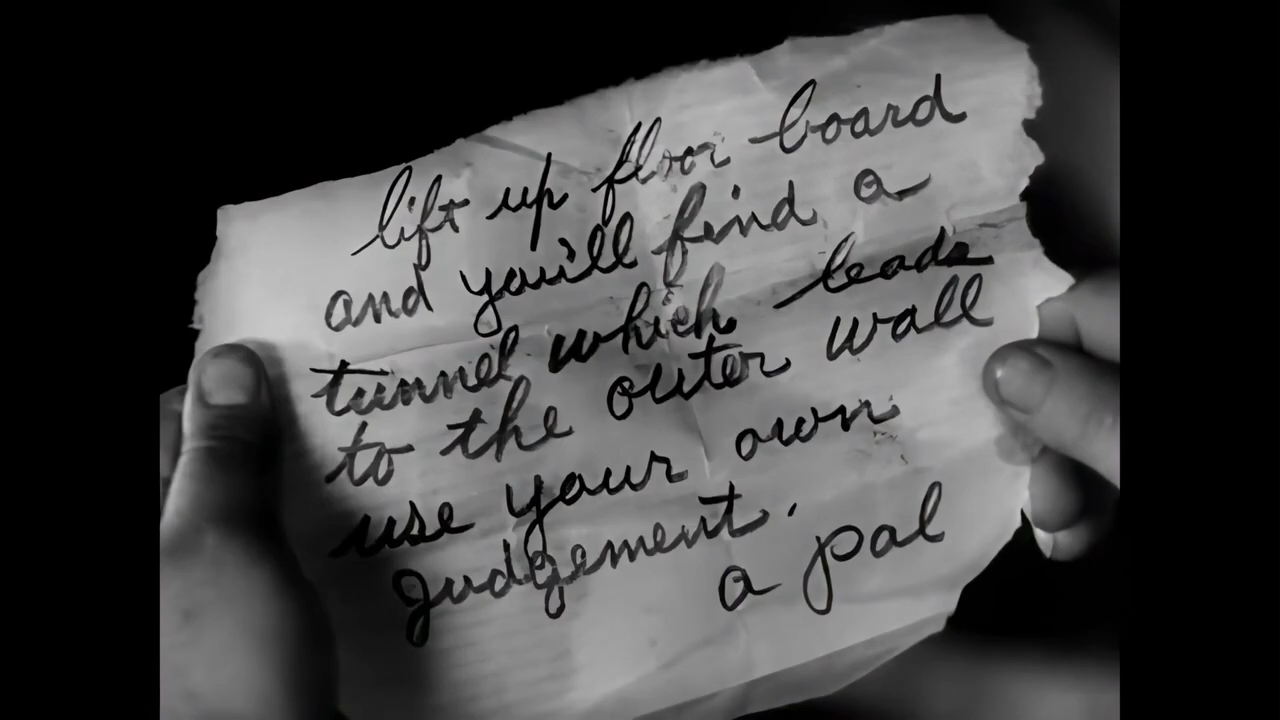 lift up floor board
and you'll find a
tunnel which leads
to the outer wall
use your own
judgement.
a pal